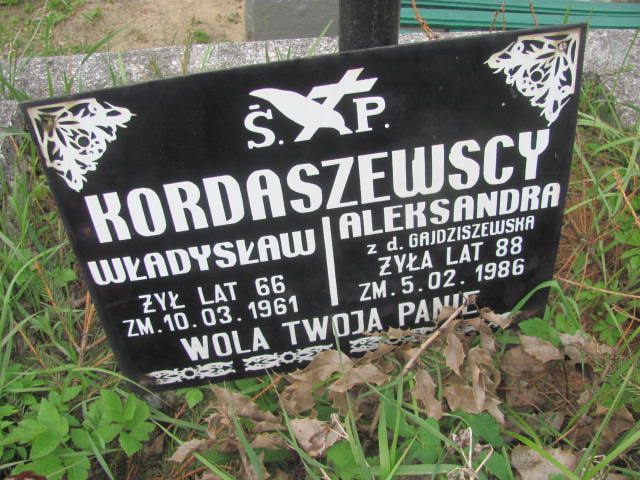 Ś. P.
KORDASZEWSCY
WŁADYSŁAW
ŻYŁ LAT 66
ZM. 10. 03. 1961
ALEKSANDRA
z d. GAJDZISZEWSKA
ŻYŁA LAT 88
ZM. 5. 02. 1986
WOLA TWOJA PANIE